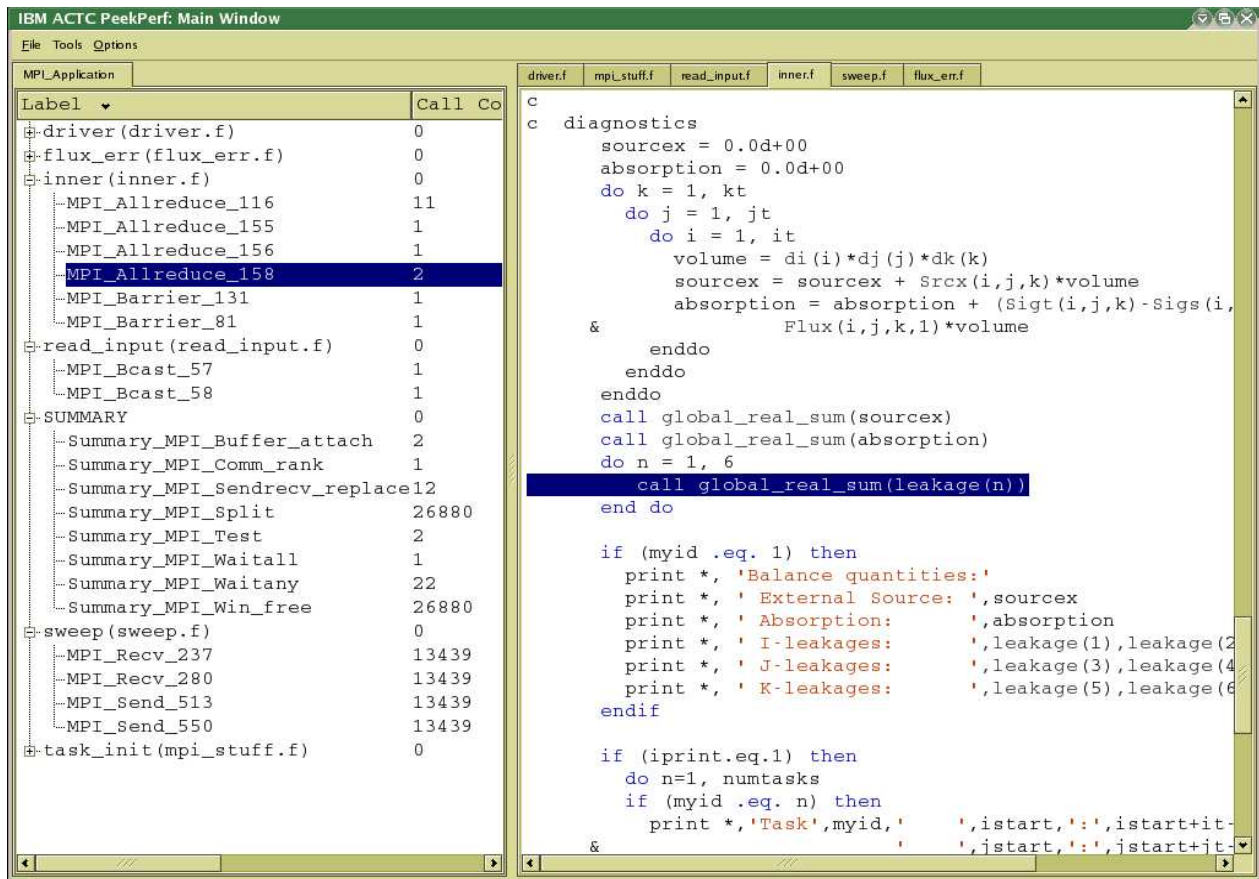 IBM ACTC PeekPerf: Main Window
File Tools Options
MPI_Application
Label Call Co
driver(driver.f) 0
flux_err(flux_err.f) 0
inner(inner.f) 0
MPI_Allreduce_116 11
MPI_Allreduce_155 1
MPI_Allreduce_156 1
MPI_Allreduce_158 2
MPI_Barrier_131 1
MPI_Barrier_81 1
read_input(read_input.f) 0
MPI_Bcast_57 1
MPI_Bcast_58 1
SUMMARY 0
Summary_MPI_Buffer_attach 2
Summary_MPI_Comm_rank 1
Summary_MPI_Sendrecv_replace 12
Summary_MPI_Split 26880
Summary_MPI_Test 2
Summary_MPI_Waitall 1
Summary_MPI_Waitany 22
Summary_MPI_Win_free 26880
sweep(sweep.f) 0
MPI_Recv_237 13439
MPI_Recv_280 13439
MPI_Send_513 13439
MPI_Send_550 13439
task_init(mpi_stuff.f) 0
driver.f mpi_stuff.f read_input.f inner.f sweep.f flux_err.f
c
c diagnostics
sourcex = 0.0d+00
absorption = 0.0d+00
do k = 1, kt
do j = 1, jt
do i = 1, it
volume = di(i)*dj(j)*dk(k)
sourcex = sourcex + Srcx(i,j,k)*volume
absorption = absorption + (Sigt(i,j,k)-Sigs(i,
& Flux(i,j,k,1)*volume
enddo
enddo
enddo
call global_real_sum(sourcex)
call global_real_sum(absorption)
do n = 1, 6
call global_real_sum(leakage(n))
end do
if (myid .eq. 1) then
print *, 'Balance quantities:'
print *, ' External Source: ',sourcex
print *, ' Absorption: ',absorption
print *, ' I-leakages: ',leakage(1),leakage(2
print *, ' J-leakages: ',leakage(3),leakage(4
print *, ' K-leakages: ',leakage(5),leakage(6
endif
if (iprint.eq.1) then
do n=1, numtasks
if (myid .eq. n) then
print *,'Task',myid,' ',istart,':',istart+it-
& ' ',jstart,':',jstart+jt-